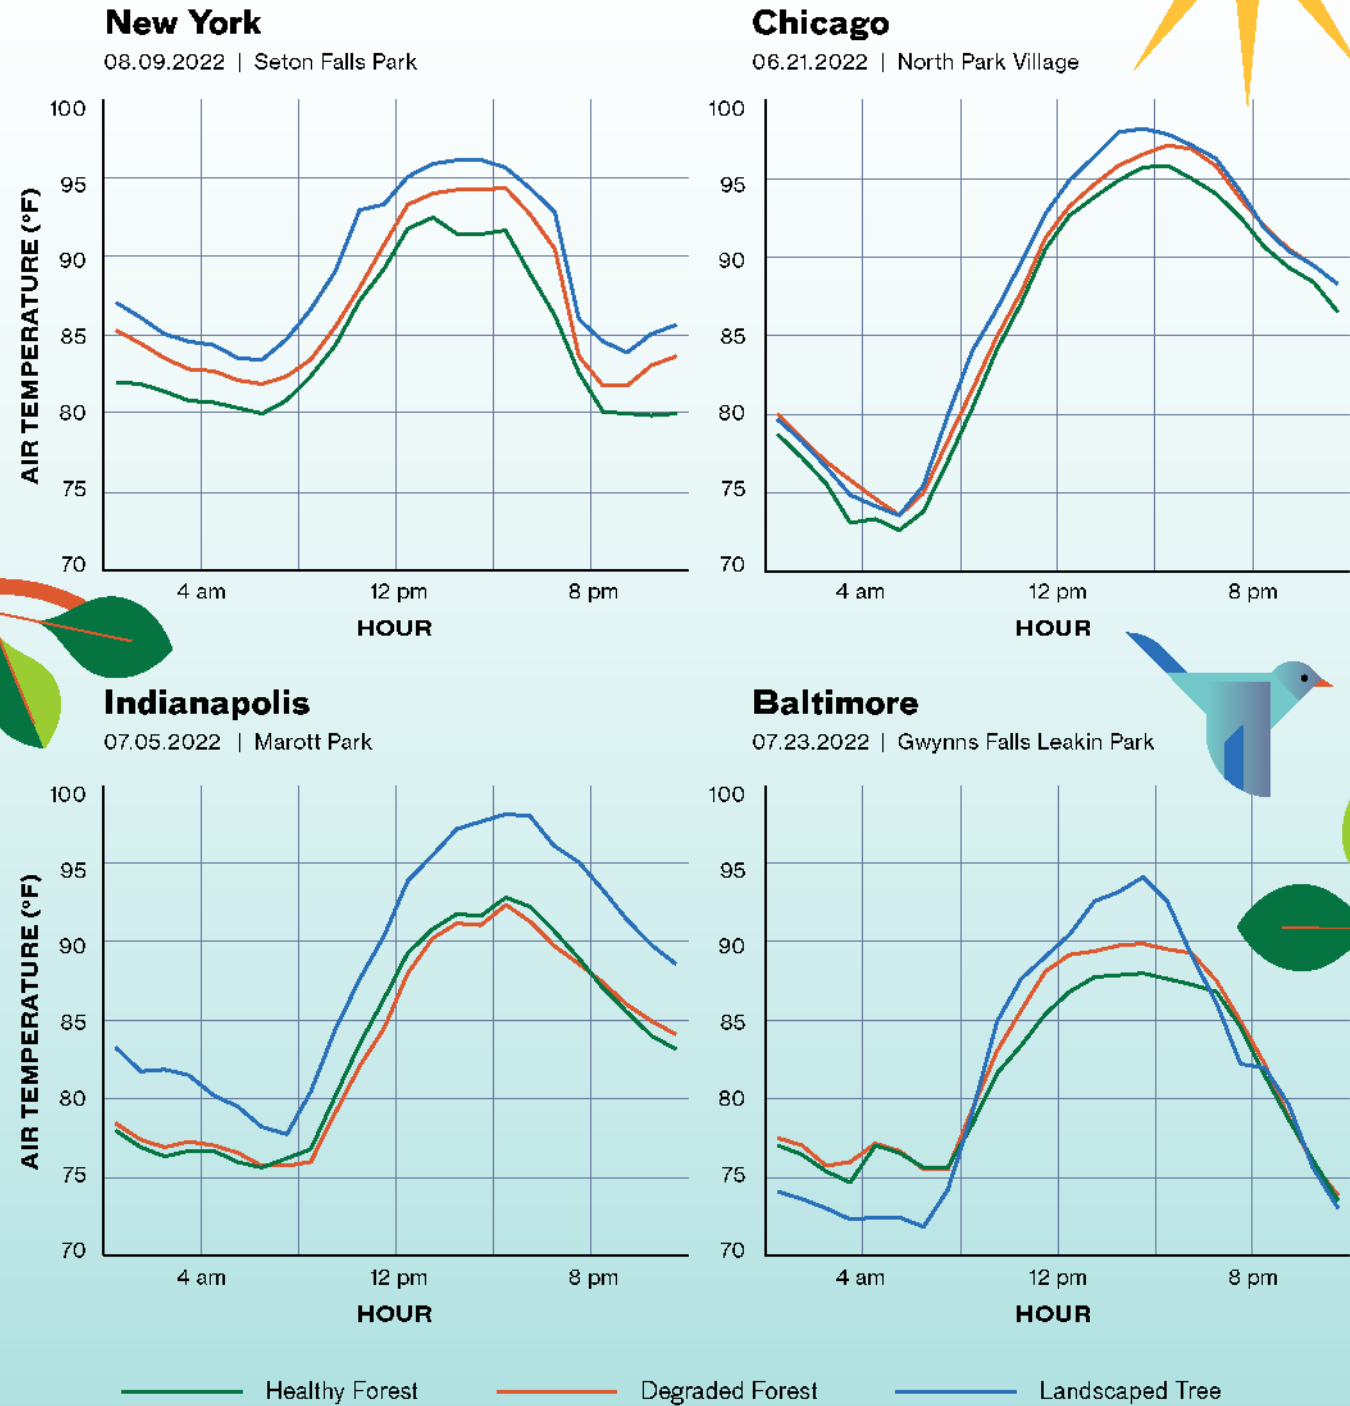 New York
08.09.2022 | Seton Falls Park
AIR TEMPERATURE (°F)
100
95
90
85
80
75
70
4 am 12 pm 8 pm
HOUR
Chicago
06.21.2022 | North Park Village
100
95
90
85
80
75
70
4 am 12 pm 8 pm
HOUR
Indianapolis
07.05.2022 | Marott Park
AIR TEMPERATURE (°F)
100
95
90
85
80
75
70
4 am 12 pm 8 pm
HOUR
Baltimore
07.23.2022 | Gwynns Falls Leakin Park
100
95
90
85
80
75
70
4 am 12 pm 8 pm
HOUR
Healthy Forest Degraded Forest Landscaped Tree